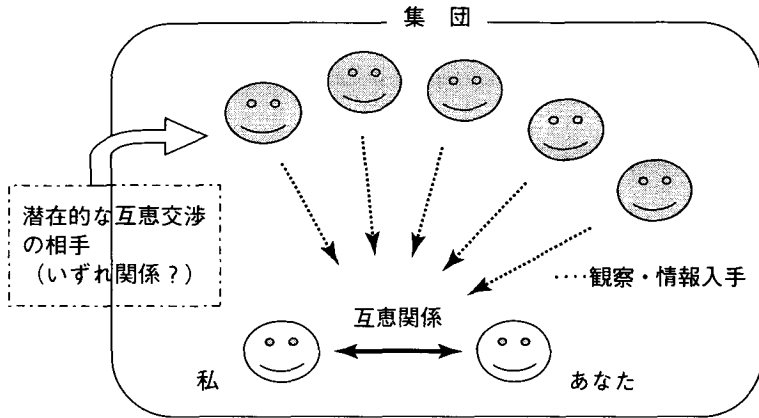 集団
潜在的な互恵交渉
の相手
（いずれ関係？）
····観察・情報入手
互恵関係
私
あなた